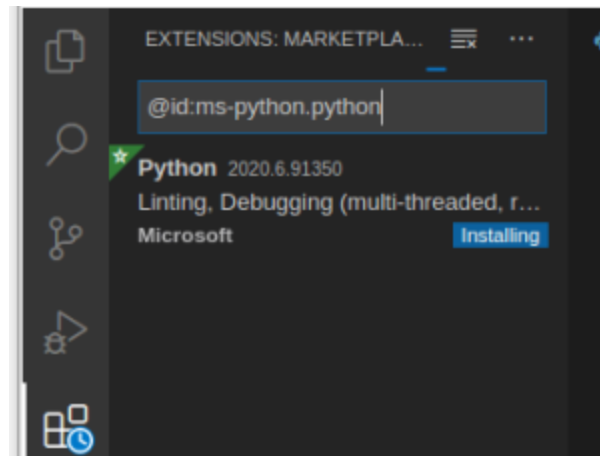 EXTENSIONS: MARKETPLA...
@id:ms-python.python
Python 2020.6.91350
Linting, Debugging (multi-threaded, r...
Microsoft Installing